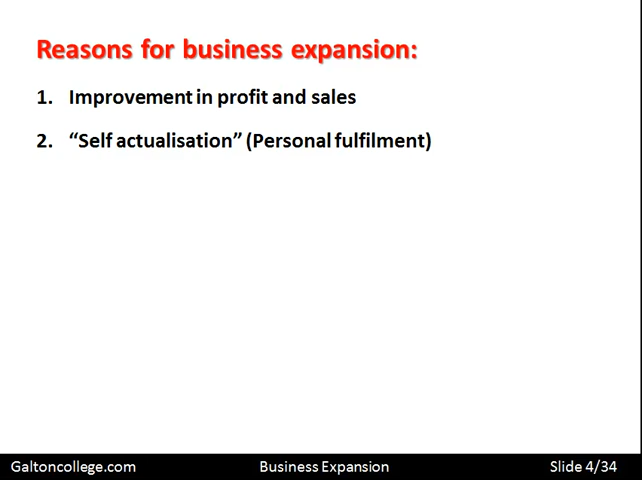 Reasons for business expansion:
1. Improvement in profit and sales
2. “Self actualisation” (Personal fulfilment)
Galtoncollege.com Business Expansion Slide 4/34